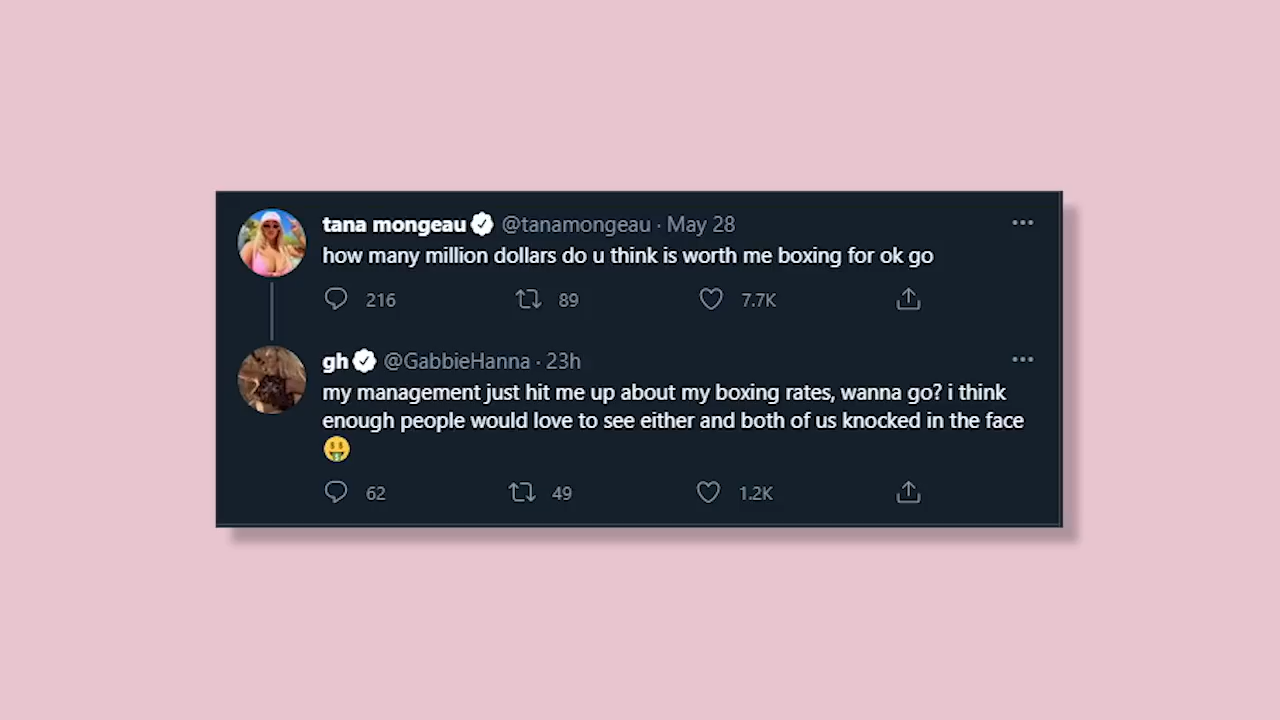 tana mongeau @tanamongeau · May 28
how many million dollars do u think is worth me boxing for ok go
216 89 7.7K
gh @GabbieHanna · 23h
my management just hit me up about my boxing rates, wanna go? i think
enough people would love to see either and both of us knocked in the face
🤑
62 49 1.2K